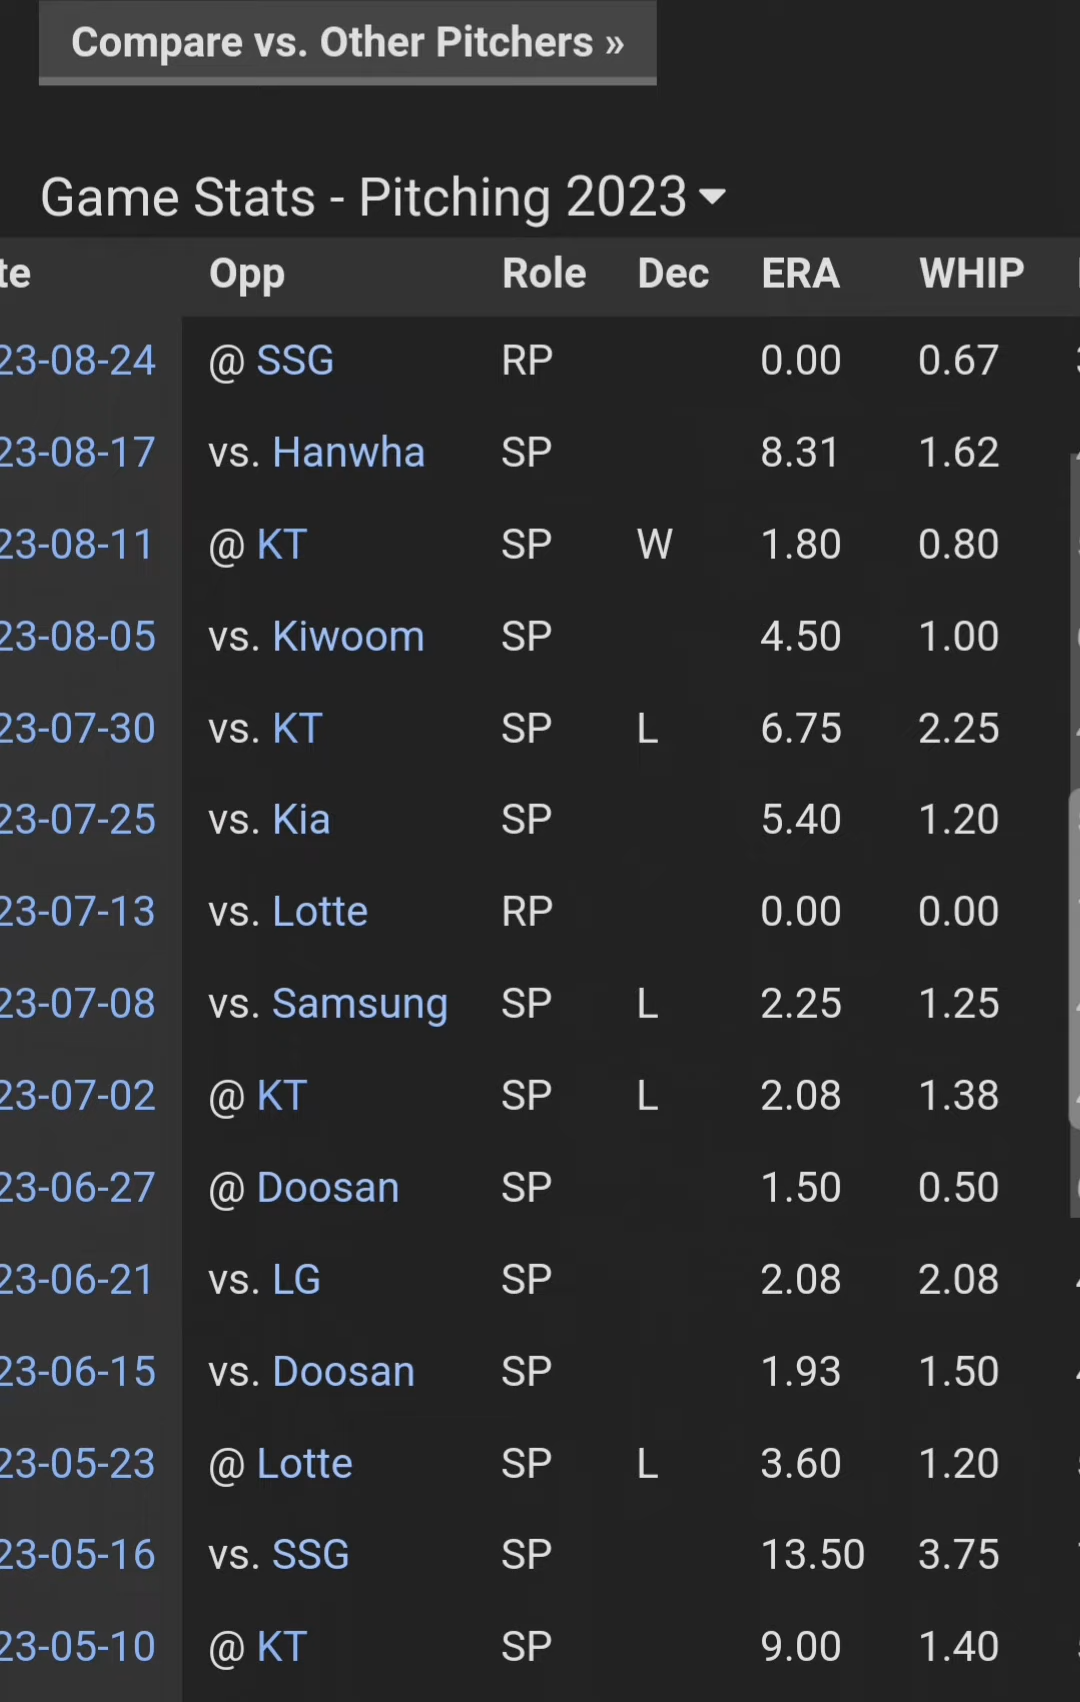 Compare vs. Other Pitchers »
Game Stats - Pitching 2023
te Opp Role Dec ERA WHIP
23-08-24 @ SSG RP 0.00 0.67
23-08-17 vs. Hanwha SP 8.31 1.62
23-08-11 @ KT SP W 1.80 0.80
23-08-05 vs. Kiwoom SP 4.50 1.00
23-07-30 vs. KT SP L 6.75 2.25
23-07-25 vs. Kia SP 5.40 1.20
23-07-13 vs. Lotte RP 0.00 0.00
23-07-08 vs. Samsung SP L 2.25 1.25
23-07-02 @ KT SP L 2.08 1.38
23-06-27 @ Doosan SP 1.50 0.50
23-06-21 vs. LG SP 2.08 2.08
23-06-15 vs. Doosan SP 1.93 1.50
23-05-23 @ Lotte SP L 3.60 1.20
23-05-16 vs. SSG SP 13.50 3.75
23-05-10 @ KT SP 9.00 1.40